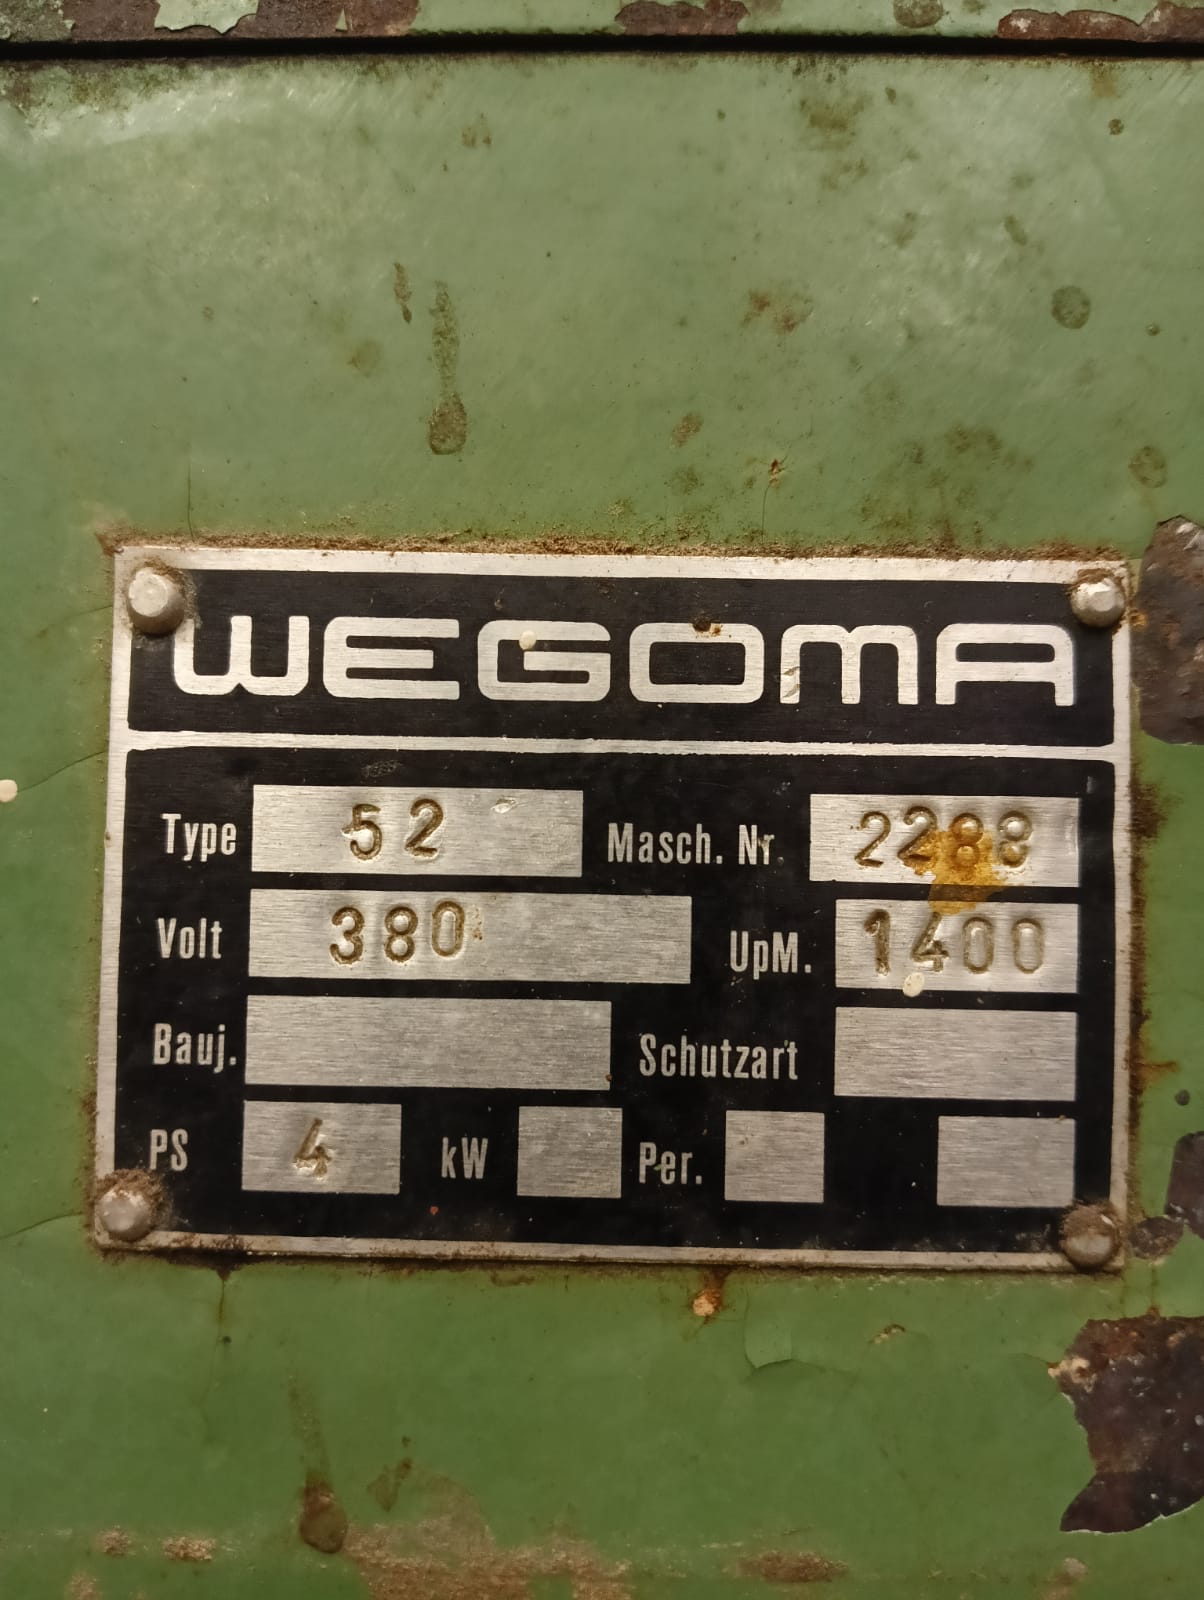 WEGOMA
Type 52 Masch. Nr. 2288
Volt 380 UpM. 1400
Bauj. Schutzart
PS 4 kW Per.